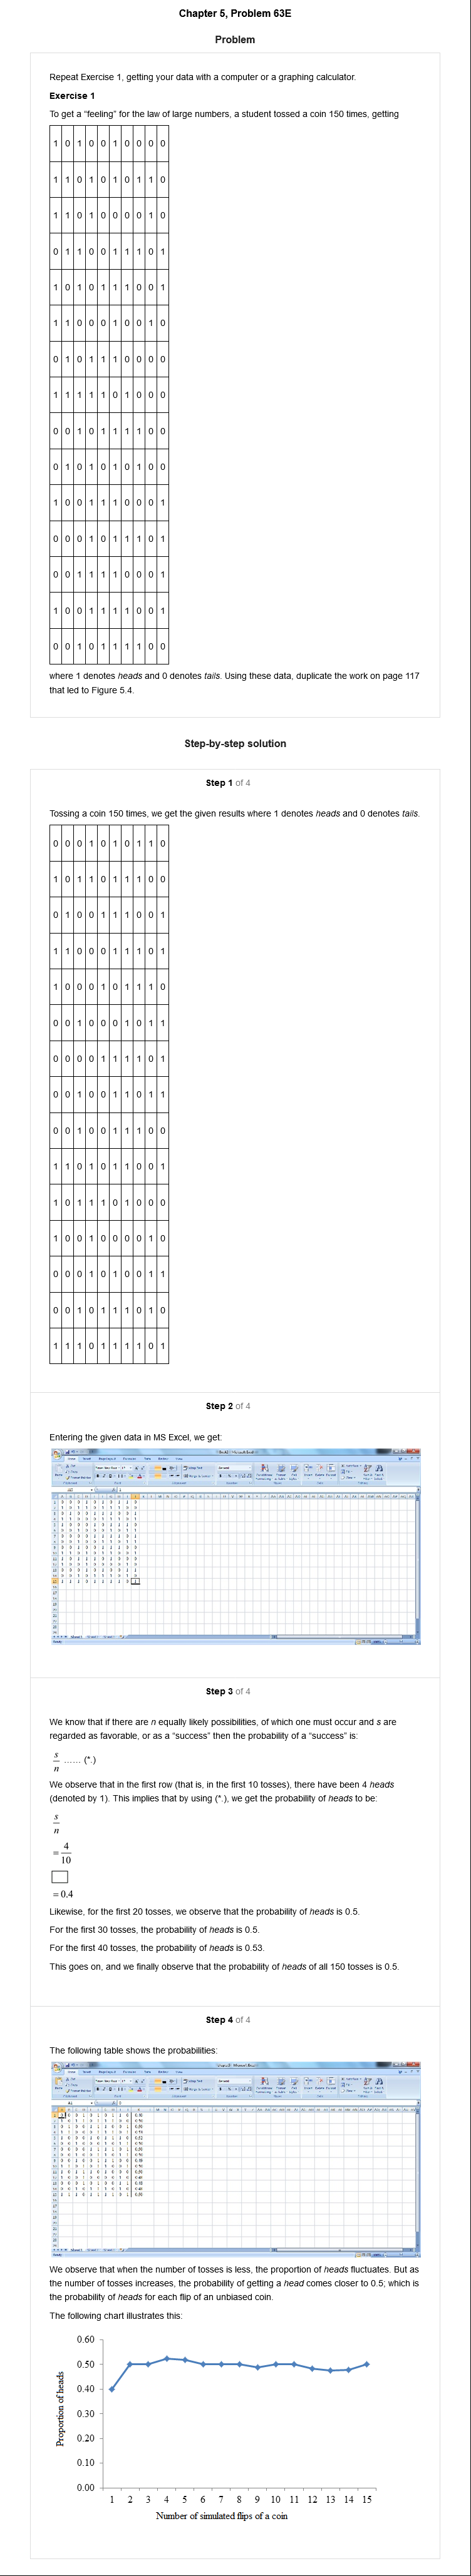 Chapter 5, Problem 63E
Problem
Repeat Exercise 1, getting your data with a computer or a graphing calculator.
Exercise 1
To get a “feeling” for the law of large numbers, a student tossed a coin 150 times, getting
1 0 1 0 0 1 0 0 0 0
1 1 0 1 0 1 0 1 1 0
1 1 0 1 0 0 0 0 1 0
0 1 1 0 0 1 1 1 0 1
1 0 1 0 1 1 1 0 0 1
1 1 0 0 0 1 0 0 1 0
0 1 0 1 1 1 0 0 0 0
1 1 1 1 1 0 1 0 0 0
0 0 1 0 1 1 1 1 0 0
0 1 0 1 0 1 0 1 0 0
1 0 0 1 1 1 0 0 0 1
0 0 0 1 0 1 1 1 0 1
0 0 1 1 1 1 0 0 0 1
1 0 0 1 1 1 1 0 0 1
0 0 1 0 1 1 1 1 0 0
where 1 denotes heads and 0 denotes tails. Using these data, duplicate the work on page 117
that led to Figure 5.4.
Step-by-step solution
Step 1 of 4
Tossing a coin 150 times, we get the given results where 1 denotes heads and 0 denotes tails.
0 0 0 1 0 1 0 1 1 0
1 0 1 1 0 1 1 1 0 0
0 1 0 0 1 1 1 0 0 1
1 1 0 0 0 1 1 1 0 1
1 0 0 0 1 0 1 1 1 0
0 0 1 0 0 0 1 0 1 1
0 0 0 0 1 1 1 1 0 1
0 0 1 0 0 1 1 0 1 1
0 0 1 0 0 1 1 1 0 0
1 1 0 1 0 1 1 0 0 1
1 0 1 1 1 0 1 0 0 0
1 0 0 1 0 0 0 0 1 0
0 0 0 1 0 1 0 0 1 1
0 0 1 0 1 1 1 0 1 0
1 1 1 0 1 1 1 1 0 1
Step 2 of 4
Entering the given data in MS Excel, we get:
Step 3 of 4
We know that if there are n equally likely possibilities, of which one must occur and s are
regarded as favorable, or as a “success” then the probability of a “success” is:
s/n ...... (*.)
We observe that in the first row (that is, in the first 10 tosses), there have been 4 heads
(denoted by 1). This implies that by using (*.), we get the probability of heads to be:
s/n
= 4/10
= 0.4
Likewise, for the first 20 tosses, we observe that the probability of heads is 0.5.
For the first 30 tosses, the probability of heads is 0.5.
For the first 40 tosses, the probability of heads is 0.53.
This goes on, and we finally observe that the probability of heads of all 150 tosses is 0.5.
Step 4 of 4
The following table shows the probabilities:
We observe that when the number of tosses is less, the proportion of heads fluctuates. But as
the number of tosses increases, the probability of getting a head comes closer to 0.5; which is
the probability of heads for each flip of an unbiased coin.
The following chart illustrates this:
0.60
0.50
0.40
0.30
0.20
0.10
0.00
Proportion of heads
1 2 3 4 5 6 7 8 9 10 11 12 13 14 15
Number of simulated flips of a coin